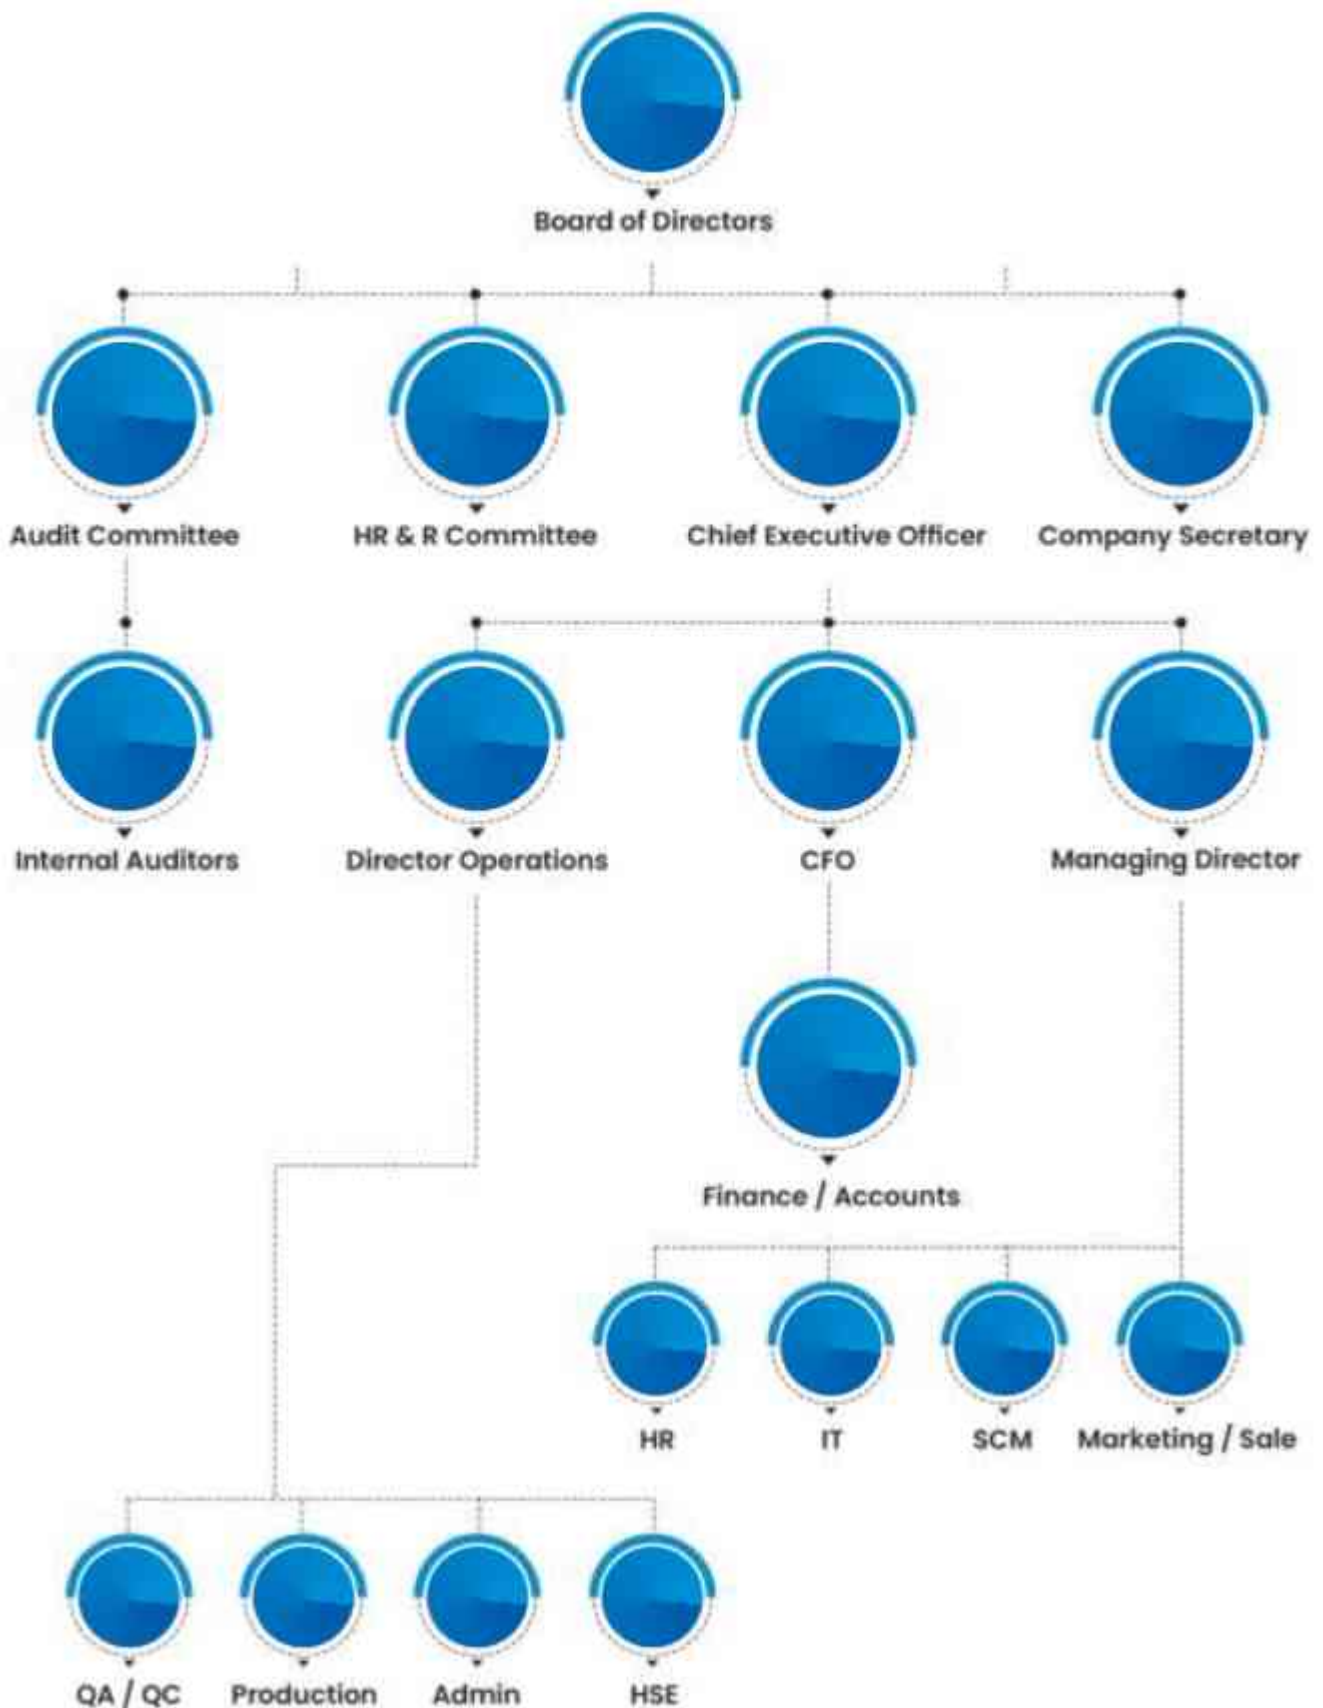 Board of Directors
Audit Committee
HR & R Committee
Chief Executive Officer
Company Secretary
Internal Auditors
Director Operations
CFO
Managing Director
Finance / Accounts
HR
IT
SCM
Marketing / Sale
QA / QC
Production
Admin
HSE